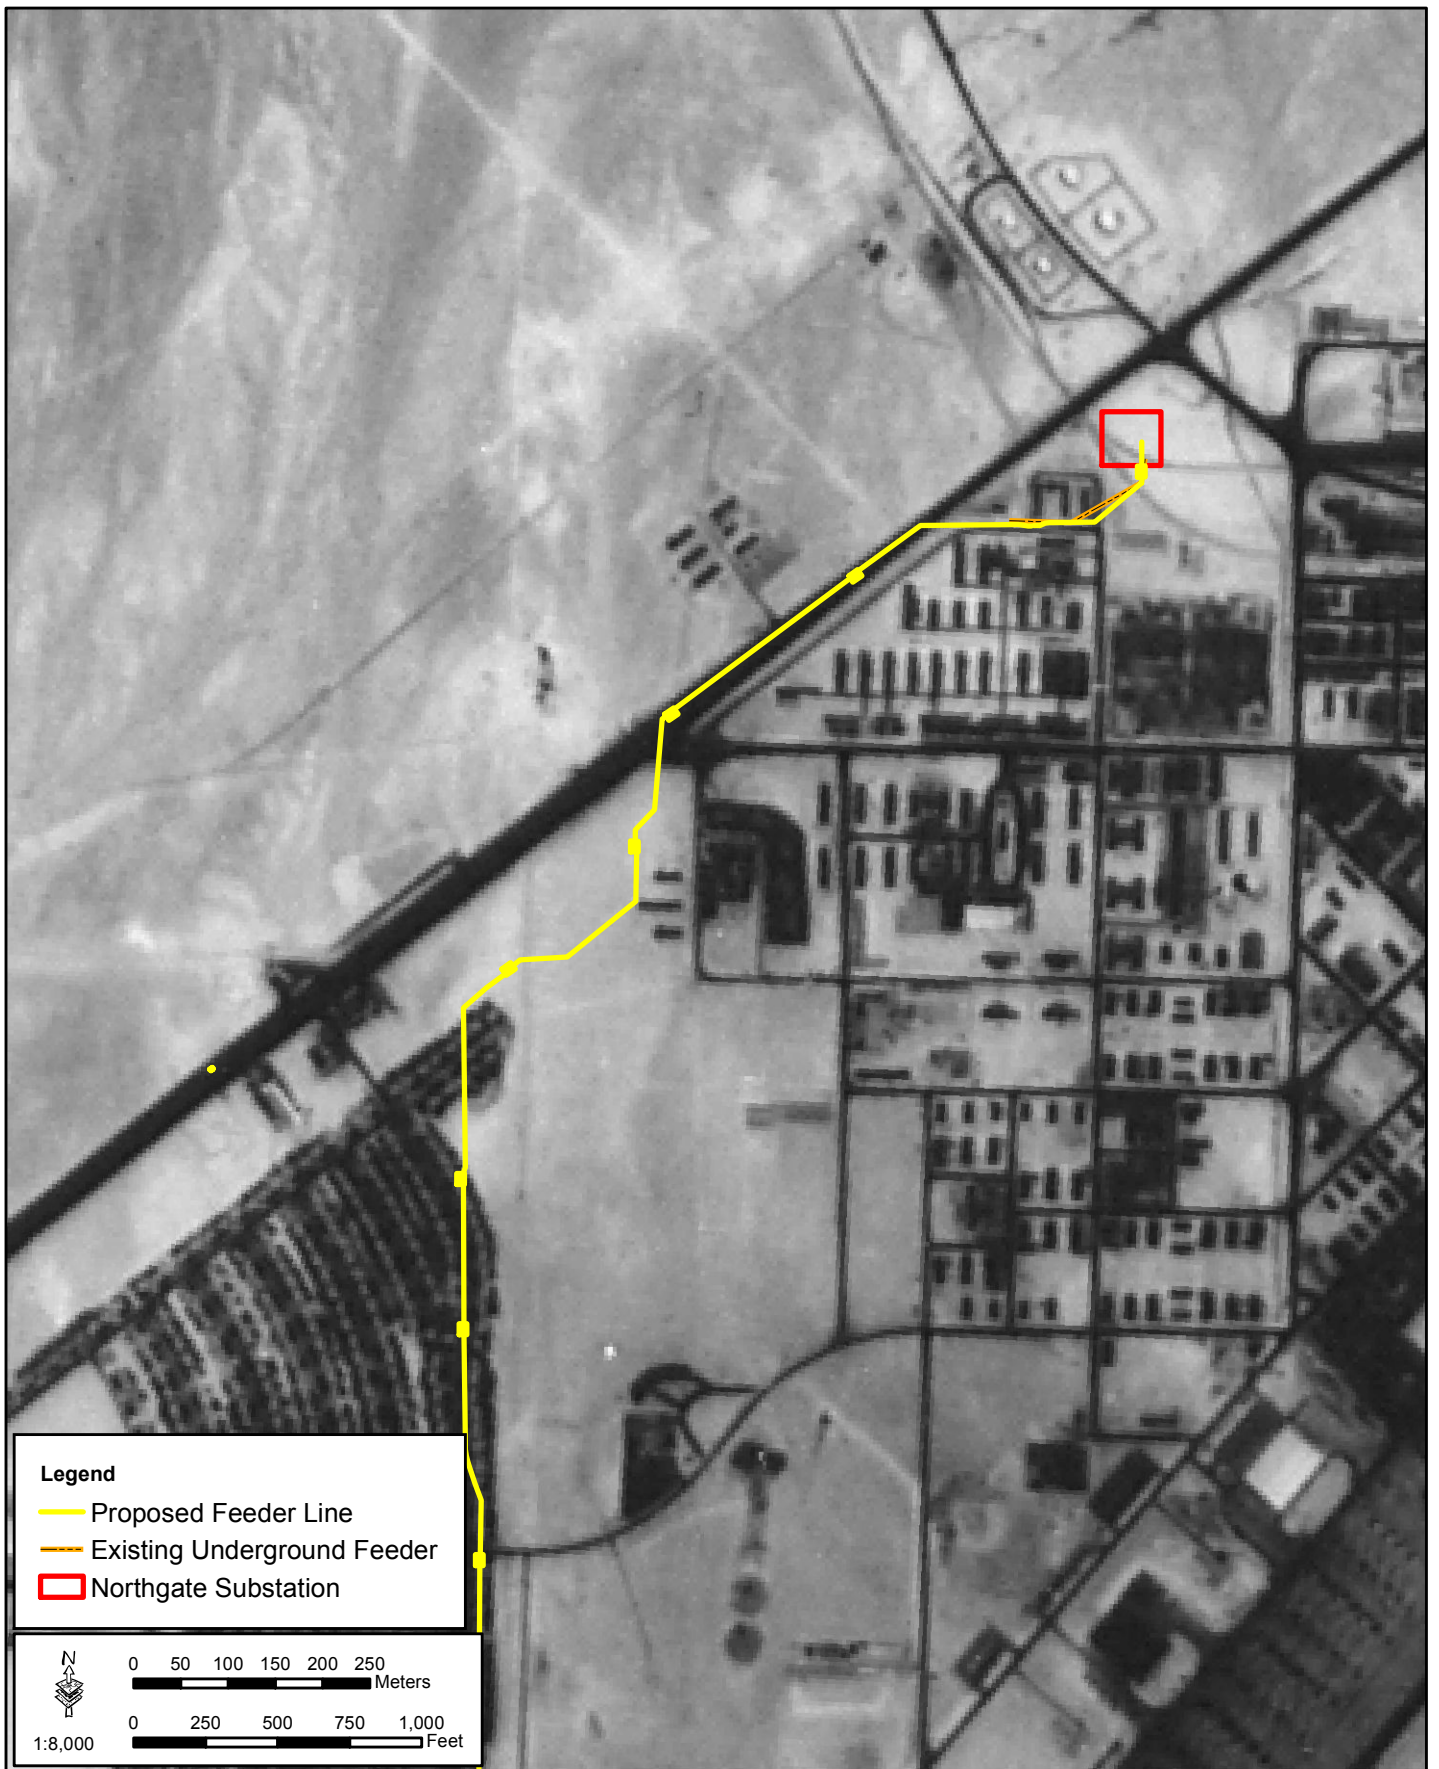 Legend
Proposed Feeder Line
Existing Underground Feeder
Northgate Substation
N
0 50 100 150 200 250
Meters
0 250 500 750 1,000
Feet
1:8,000